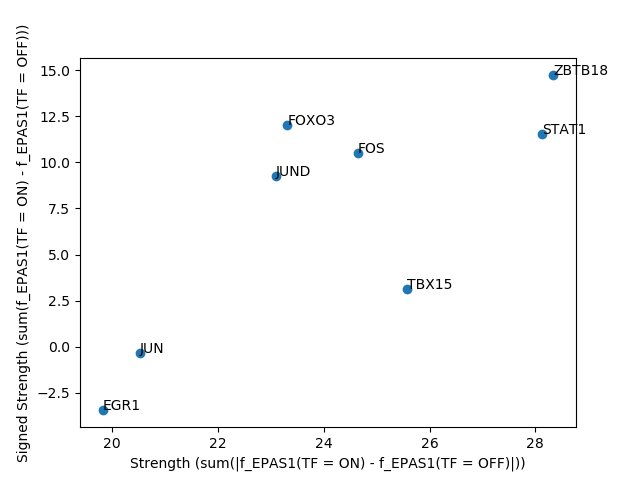 Signed Strength (sum(f_EPAS1(TF = ON) - f_EPAS1(TF = OFF)))
15.0
12.5
10.0
7.5
5.0
2.5
0.0
−2.5
ZBTB18
STAT1
FOXO3
FOS
JUND
TBX15
JUN
EGR1
20 22 24 26 28
Strength (sum(|f_EPAS1(TF = ON) - f_EPAS1(TF = OFF)|))